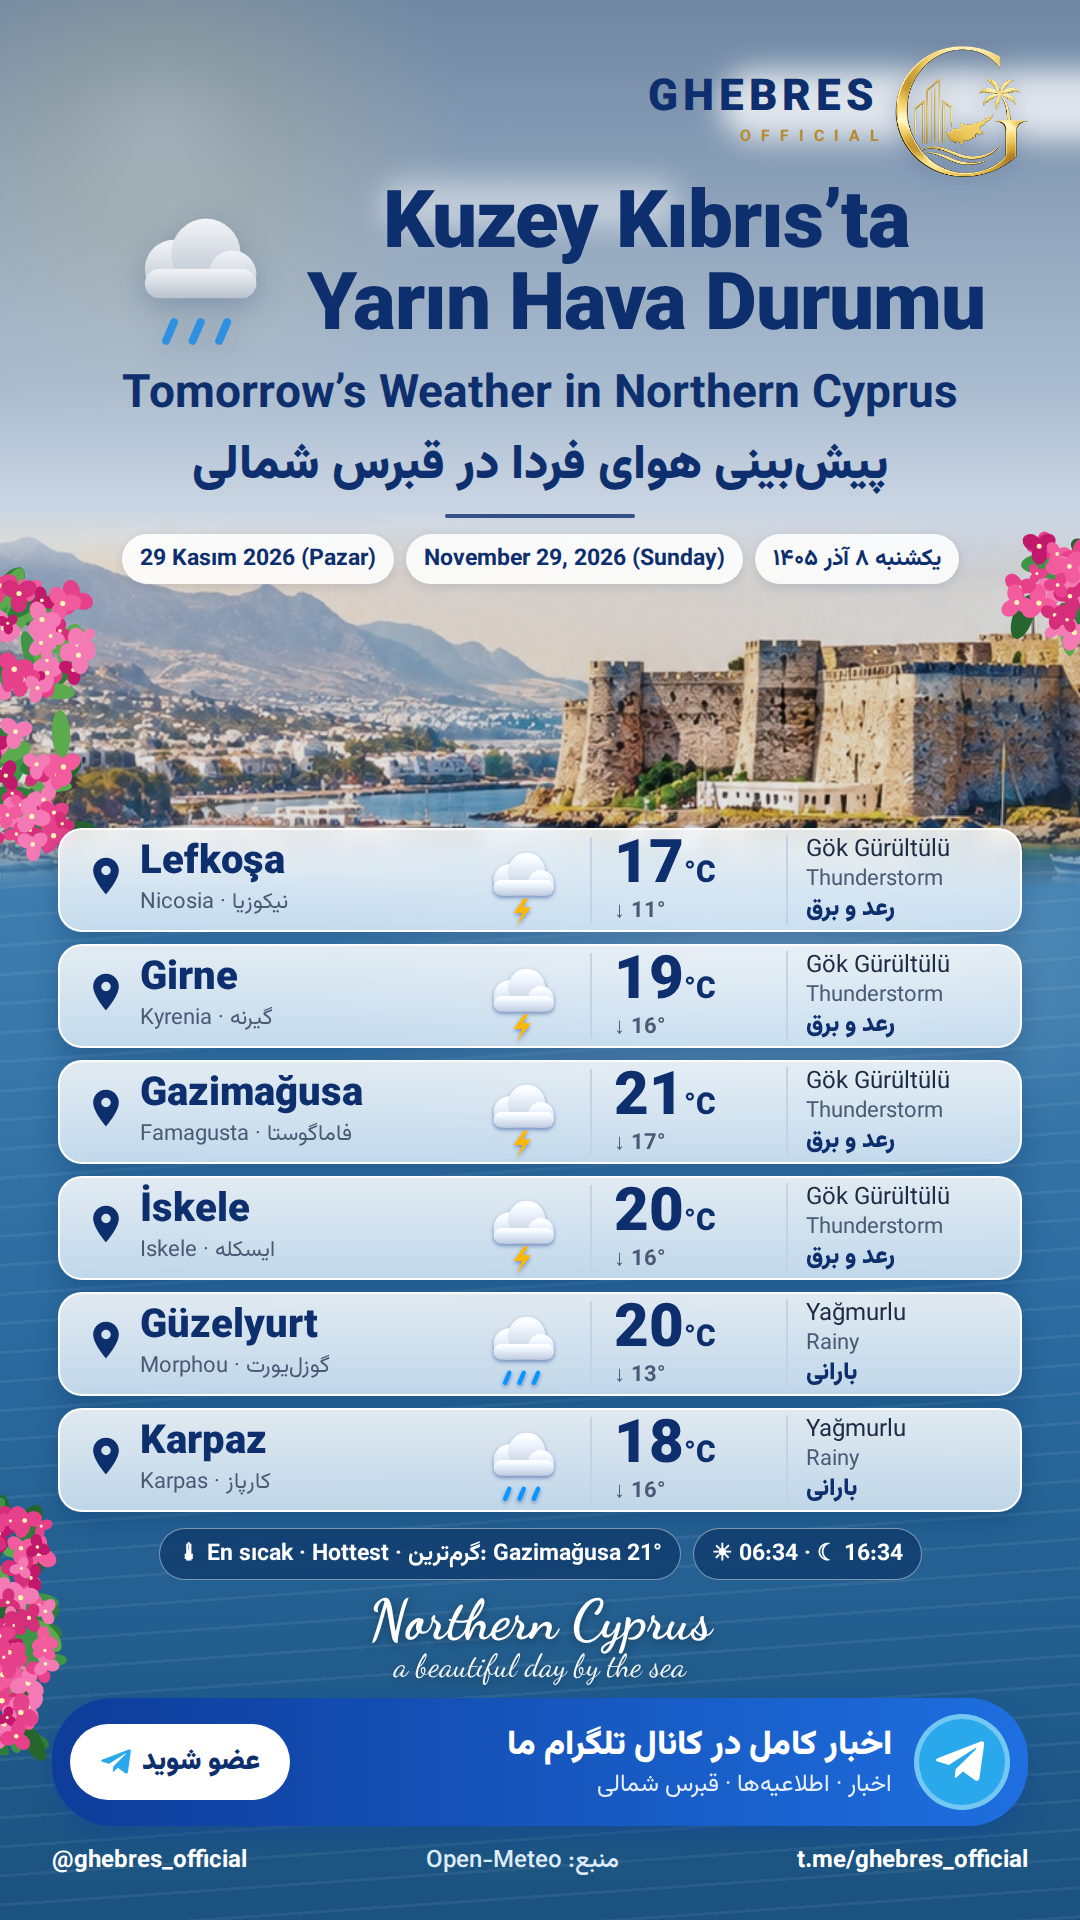 GHEBRES
OFFICIAL
Kuzey Kıbrıs’ta
Yarın Hava Durumu
Tomorrow’s Weather in Northern Cyprus
پیش‌بینی هوای فردا در قبرس شمالی
29 Kasım 2026 (Pazar)
November 29, 2026 (Sunday)
یکشنبه ۸ آذر ۱۴۰۵
Lefkoşa
Nicosia · نیکوزیا
17°C
↓ 11°
Gök Gürültülü
Thunderstorm
رعد و برق
Girne
Kyrenia · گیرنه
19°C
↓ 16°
Gök Gürültülü
Thunderstorm
رعد و برق
Gazimağusa
Famagusta · فاماگوستا
21°C
↓ 17°
Gök Gürültülü
Thunderstorm
رعد و برق
İskele
Iskele · ایسکله
20°C
↓ 16°
Gök Gürültülü
Thunderstorm
رعد و برق
Güzelyurt
Morphou · گوزل‌یورت
20°C
↓ 13°
Yağmurlu
Rainy
بارانی
Karpaz
Karpas · کارپاز
18°C
↓ 16°
Yağmurlu
Rainy
بارانی
🌡 En sıcak · Hottest · گرم‌ترین: Gazimağusa 21°
☀ 06:34 · ☾ 16:34
Northern Cyprus
a beautiful day by the sea
اخبار کامل در کانال تلگرام ما
اخبار · اطلاعیه‌ها · قبرس شمالی
عضو شوید
@ghebres_official
منبع: Open-Meteo
t.me/ghebres_official